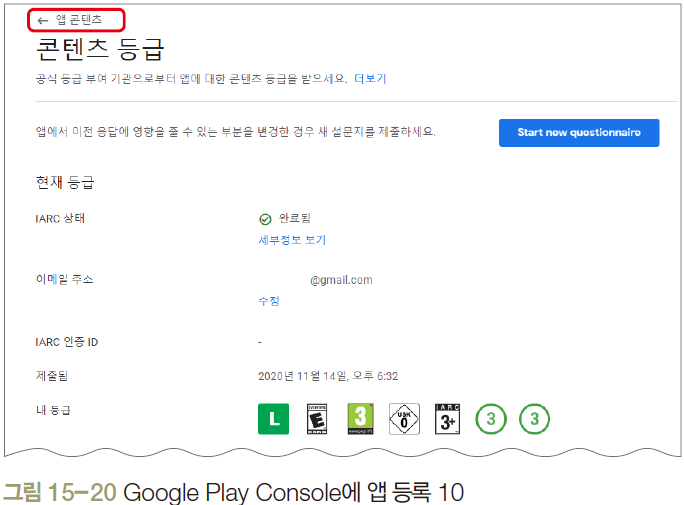 ← 앱 콘텐츠
콘텐츠 등급
공식 등급 부여 기관으로부터 앱에 대한 콘텐츠 등급을 받으세요. 더보기
앱에서 이전 응답에 영향을 줄 수 있는 부분을 변경한 경우 새 설문지를 제출하세요. Start new questionnaire
현재 등급
IARC 상태 완료됨
세부정보 보기
이메일 주소 @gmail.com
수정
IARC 인증 ID -
제출됨 2020년 11월 14일, 오후 6:32
내 등급 L EVERYONE E 3 www.pegi.info USK 0 IARC 3+ 3 3
그림 15-20 Google Play Console에 앱 등록 10